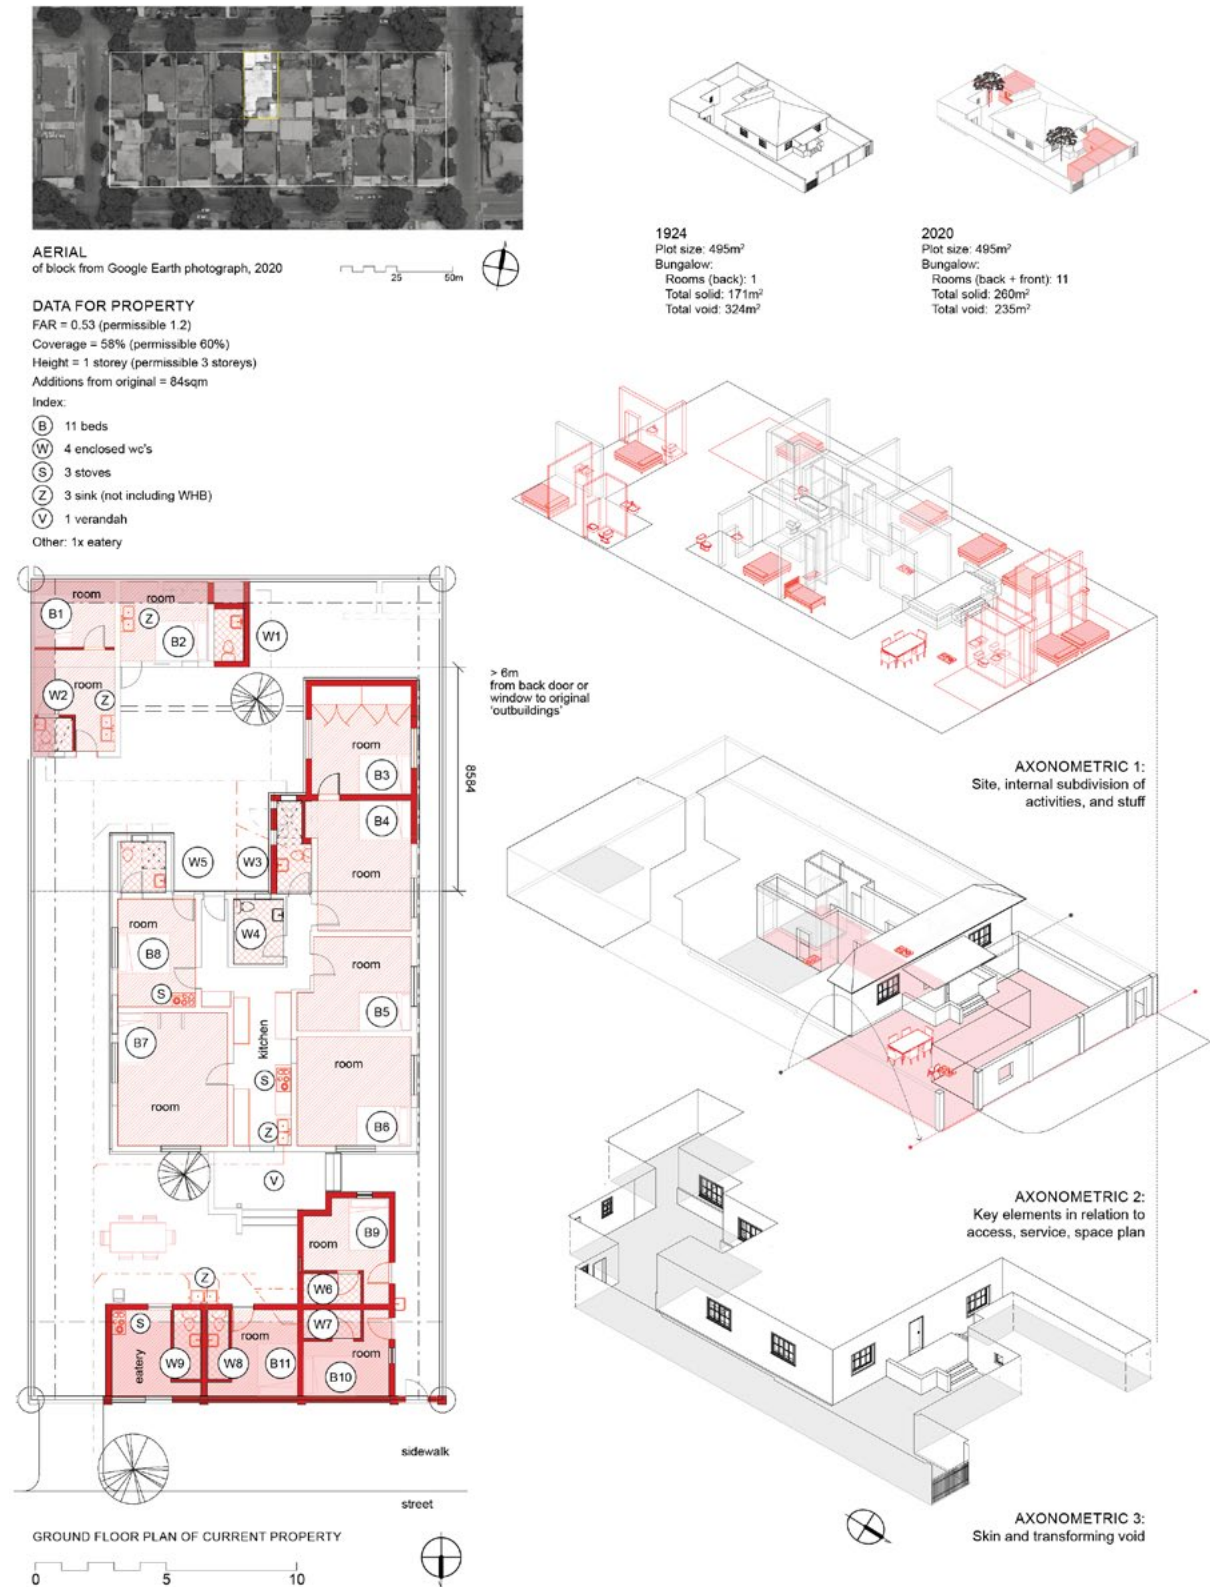 AERIAL
of block from Google Earth photograph, 2020
25
50m
1924
Plot size: 495m²
Bungalow:
Rooms (back): 1
Total solid: 171m²
Total void: 324m²
2020
Plot size: 495m²
Bungalow:
Rooms (back + front): 11
Total solid: 260m²
Total void: 235m²
DATA FOR PROPERTY
FAR = 0.53 (permissible 1.2)
Coverage = 58% (permissible 60%)
Height = 1 storey (permissible 3 storeys)
Additions from original = 84sqm
Index:
B 11 beds
W 4 enclosed wc's
S 3 stoves
Z 3 sink (not including WHB)
V 1 verandah
Other: 1x eatery
room
B1
room
Z
B2
W1
W2
room
Z
> 6m
from back door or
window to original
'outbuildings'
8584
room
B3
B4
room
W5
W3
W4
room
B8
S
room
B5
B7
room
kitchen
S
Z
room
B6
V
B9
room
W6
Z
S
eatery
W9
W8
room
B11
W7
room
B10
sidewalk
street
GROUND FLOOR PLAN OF CURRENT PROPERTY
0
5
10
AXONOMETRIC 1:
Site, internal subdivision of
activities, and stuff
AXONOMETRIC 2:
Key elements in relation to
access, service, space plan
AXONOMETRIC 3:
Skin and transforming void